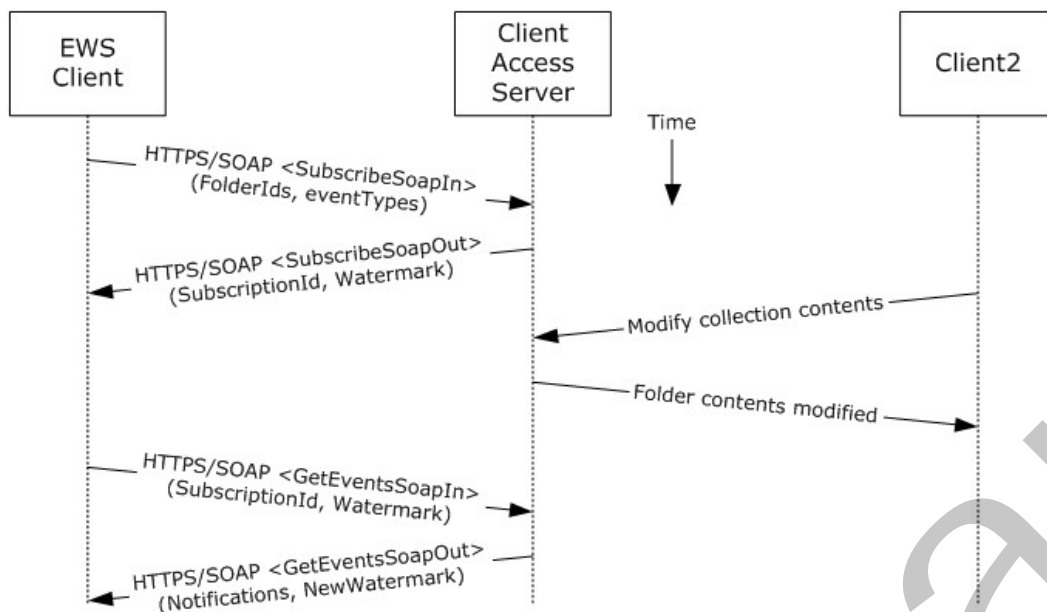 EWS
Client
Client
Access
Server
Client2
Time
HTTPS/SOAP <SubscribeSoapIn>
(FolderIds, eventTypes)
HTTPS/SOAP <SubscribeSoapOut>
(SubscriptionId, Watermark)
Modify collection contents
Folder contents modified
HTTPS/SOAP <GetEventsSoapIn>
(SubscriptionId, Watermark)
HTTPS/SOAP <GetEventsSoapOut>
(Notifications, NewWatermark)